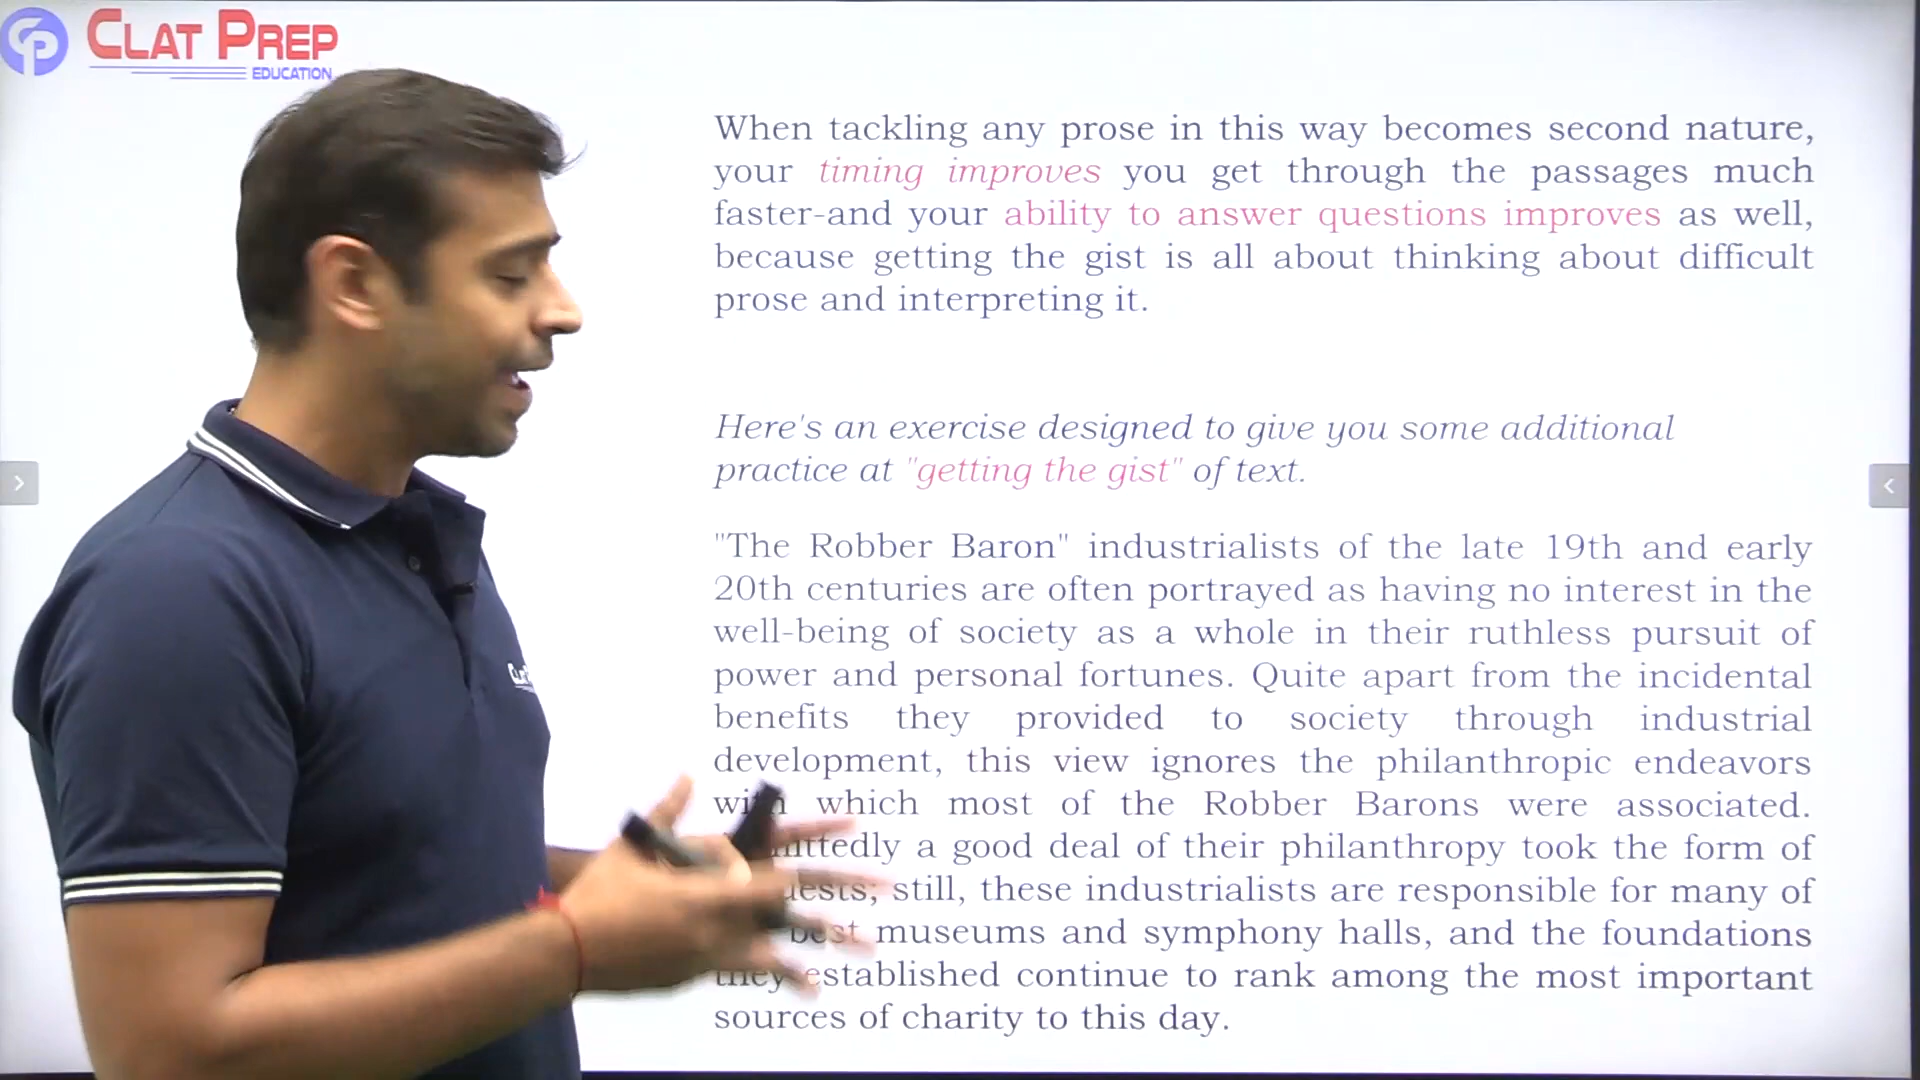 CLAT PREP
EDUCATION
When tackling any prose in this way becomes second nature,
your timing improves you get through the passages much
faster-and your ability to answer questions improves as well,
because getting the gist is all about thinking about difficult
prose and interpreting it.
Here's an exercise designed to give you some additional
practice at "getting the gist" of text.
"The Robber Baron" industrialists of the late 19th and early
20th centuries are often portrayed as having no interest in the
well-being of society as a whole in their ruthless pursuit of
power and personal fortunes. Quite apart from the incidental
benefits they provided to society through industrial
development, this view ignores the philanthropic endeavors
with which most of the Robber Barons were associated.
a good deal of their philanthropy took the form of
still, these industrialists are responsible for many of
best museums and symphony halls, and the foundations
they established continue to rank among the most important
sources of charity to this day.